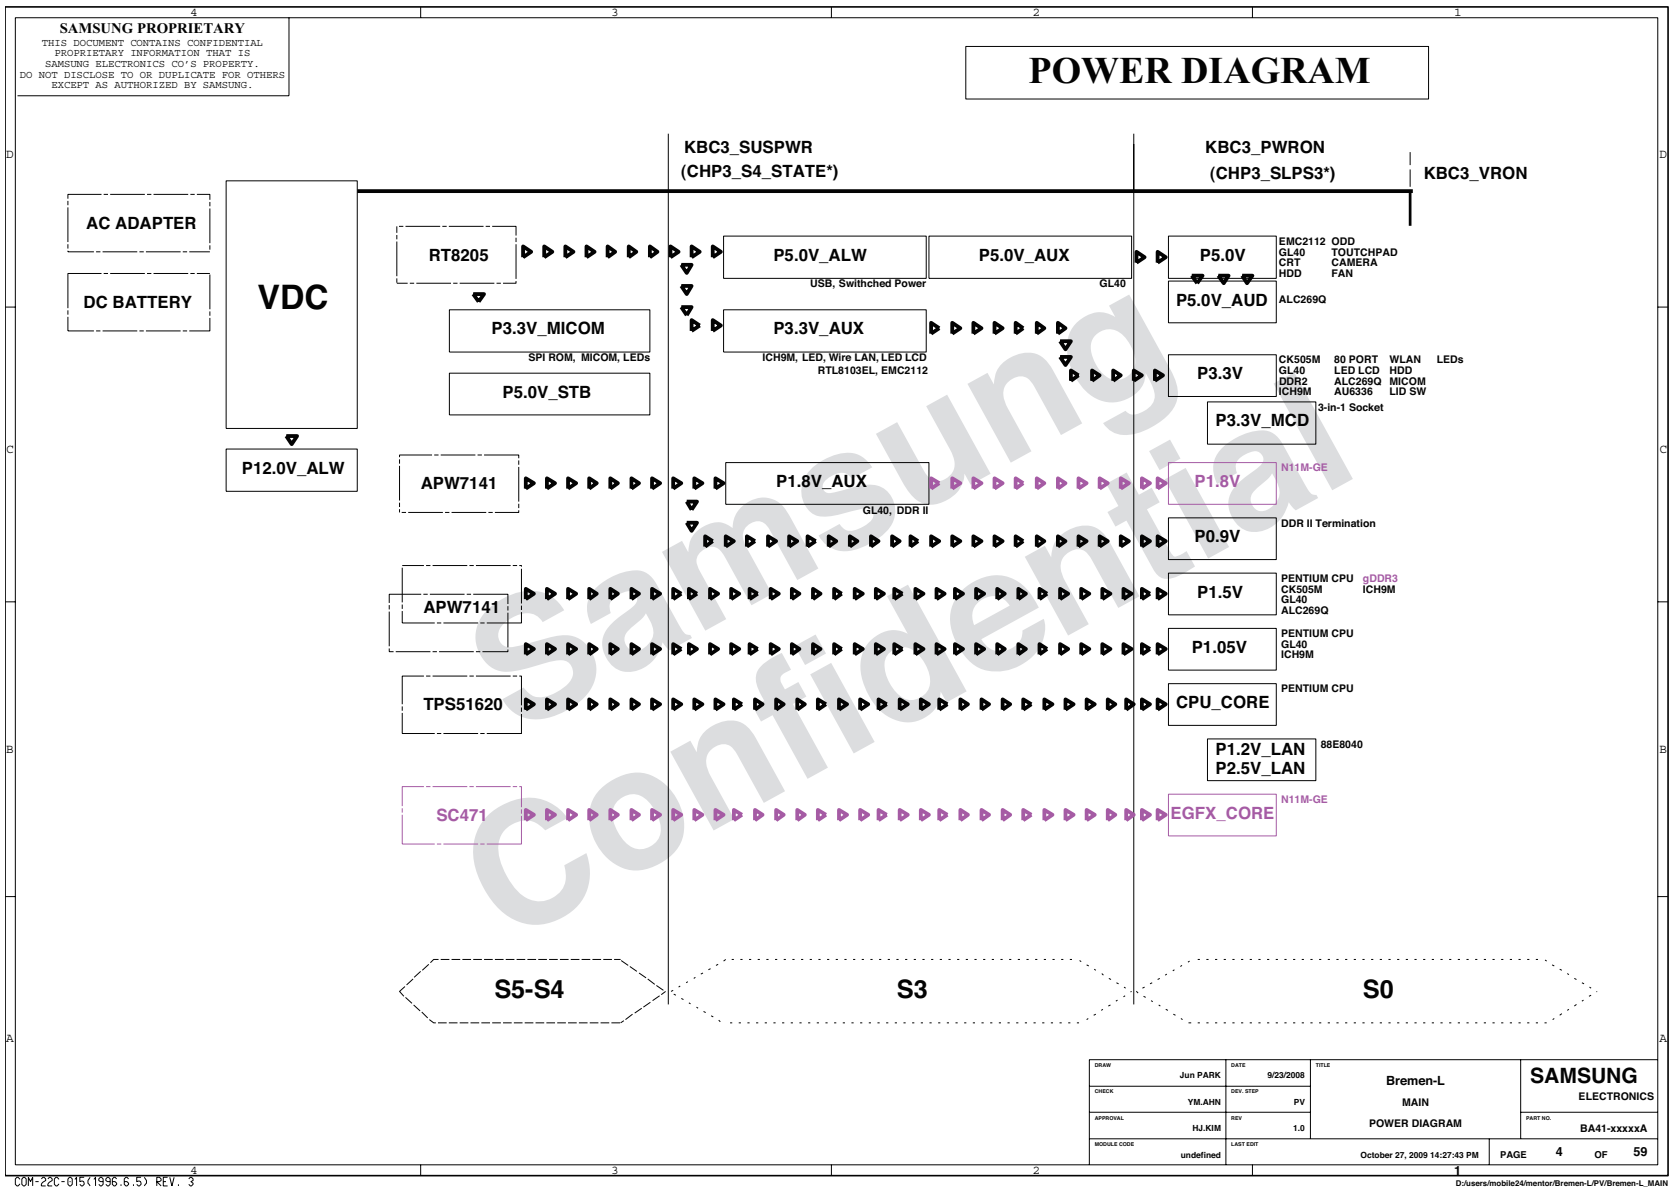 4 3 2 1
SAMSUNG PROPRIETARY
THIS DOCUMENT CONTAINS CONFIDENTIAL
PROPRIETARY INFORMATION THAT IS
SAMSUNG ELECTRONICS CO'S PROPERTY.
DO NOT DISCLOSE TO OR DUPLICATE FOR OTHERS
EXCEPT AS AUTHORIZED BY SAMSUNG.
POWER DIAGRAM
D D
KBC3_SUSPWR
(CHP3_S4_STATE*)
KBC3_PWRON
(CHP3_SLPS3*)
KBC3_VRON
AC ADAPTER
DC BATTERY
VDC
P12.0V_ALW
RT8205
P3.3V_MICOM
SPI ROM, MICOM, LEDs
P5.0V_STB
P5.0V_ALW
USB, Swithched Power
P5.0V_AUX
GL40
P5.0V
EMC2112 ODD
GL40 TOUTCHPAD
CRT CAMERA
HDD FAN
P5.0V_AUD
ALC269Q
P3.3V_AUX
ICH9M, LED, Wire LAN, LED LCD
RTL8103EL, EMC2112
P3.3V
CK505M 80 PORT WLAN LEDs
GL40 LED LCD HDD
DDR2 ALC269Q MICOM
ICH9M AU6336 LID SW
P3.3V_MCD
3-in-1 Socket
C C
APW7141
P1.8V_AUX
GL40, DDR II
P1.8V
N11M-GE
P0.9V
DDR II Termination
APW7141
P1.5V
PENTIUM CPU gDDR3
CK505M ICH9M
GL40
ALC269Q
P1.05V
PENTIUM CPU
GL40
ICH9M
TPS51620
CPU_CORE
PENTIUM CPU
B B
P1.2V_LAN
P2.5V_LAN
88E8040
SC471
EGFX_CORE
N11M-GE
Samsung
Confidential
S5-S4
S3
S0
A A
DRAW
Jun PARK
DATE
9/23/2008
TITLE
Bremen-L
MAIN
POWER DIAGRAM
SAMSUNG
ELECTRONICS
CHECK
YM.AHN
DEV. STEP
PV
APPROVAL
HJ.KIM
REV
1.0
PART NO.
BA41-xxxxxA
MODULE CODE
undefined
LAST EDIT
October 27, 2009 14:27:43 PM
PAGE 4 OF 59
4 3 2 1
COM-22C-015(1996.6.5) REV. 3
D:/users/mobile24/mentor/Bremen-L/PV/Bremen-L_MAIN